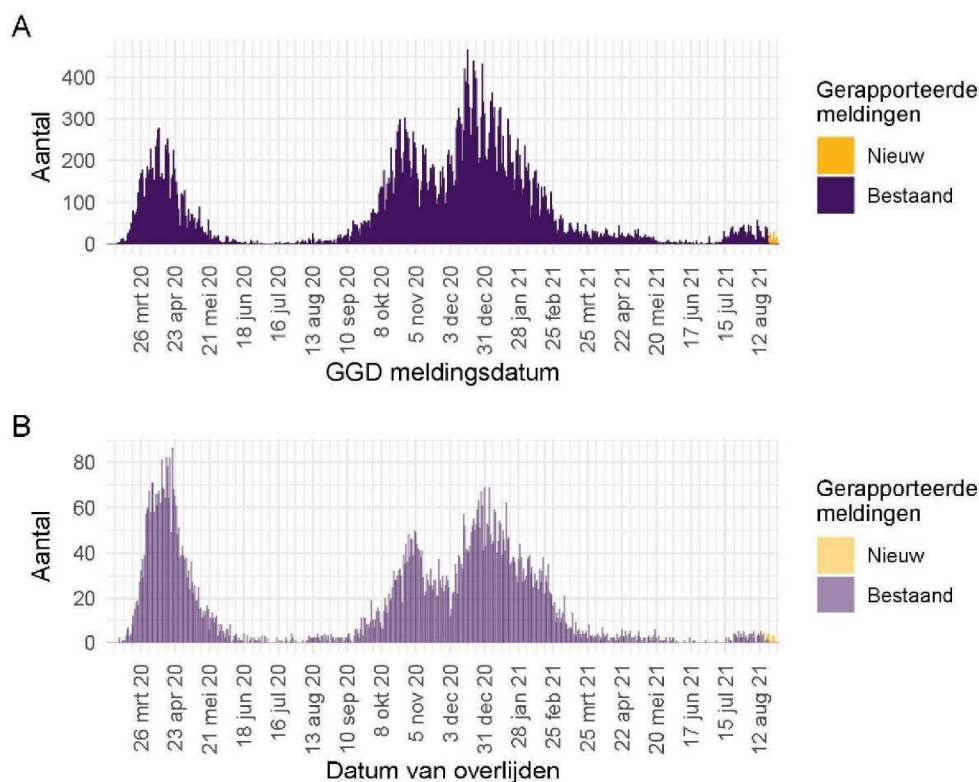 A
Aantal
400
300
200
100
0
26 mrt 20
23 apr 20
21 mei 20
18 jun 20
16 jul 20
13 aug 20
10 sep 20
8 okt 20
5 nov 20
3 dec 20
31 dec 20
28 jan 21
25 feb 21
25 mrt 21
22 apr 21
20 mei 21
17 jun 21
15 jul 21
12 aug 21
GGD meldingsdatum
Gerapporteerde
meldingen
Nieuw
Bestaand
B
Aantal
80
60
40
20
0
26 mrt 20
23 apr 20
21 mei 20
18 jun 20
16 jul 20
13 aug 20
10 sep 20
8 okt 20
5 nov 20
3 dec 20
31 dec 20
28 jan 21
25 feb 21
25 mrt 21
22 apr 21
20 mei 21
17 jun 21
15 jul 21
12 aug 21
Datum van overlijden
Gerapporteerde
meldingen
Nieuw
Bestaand